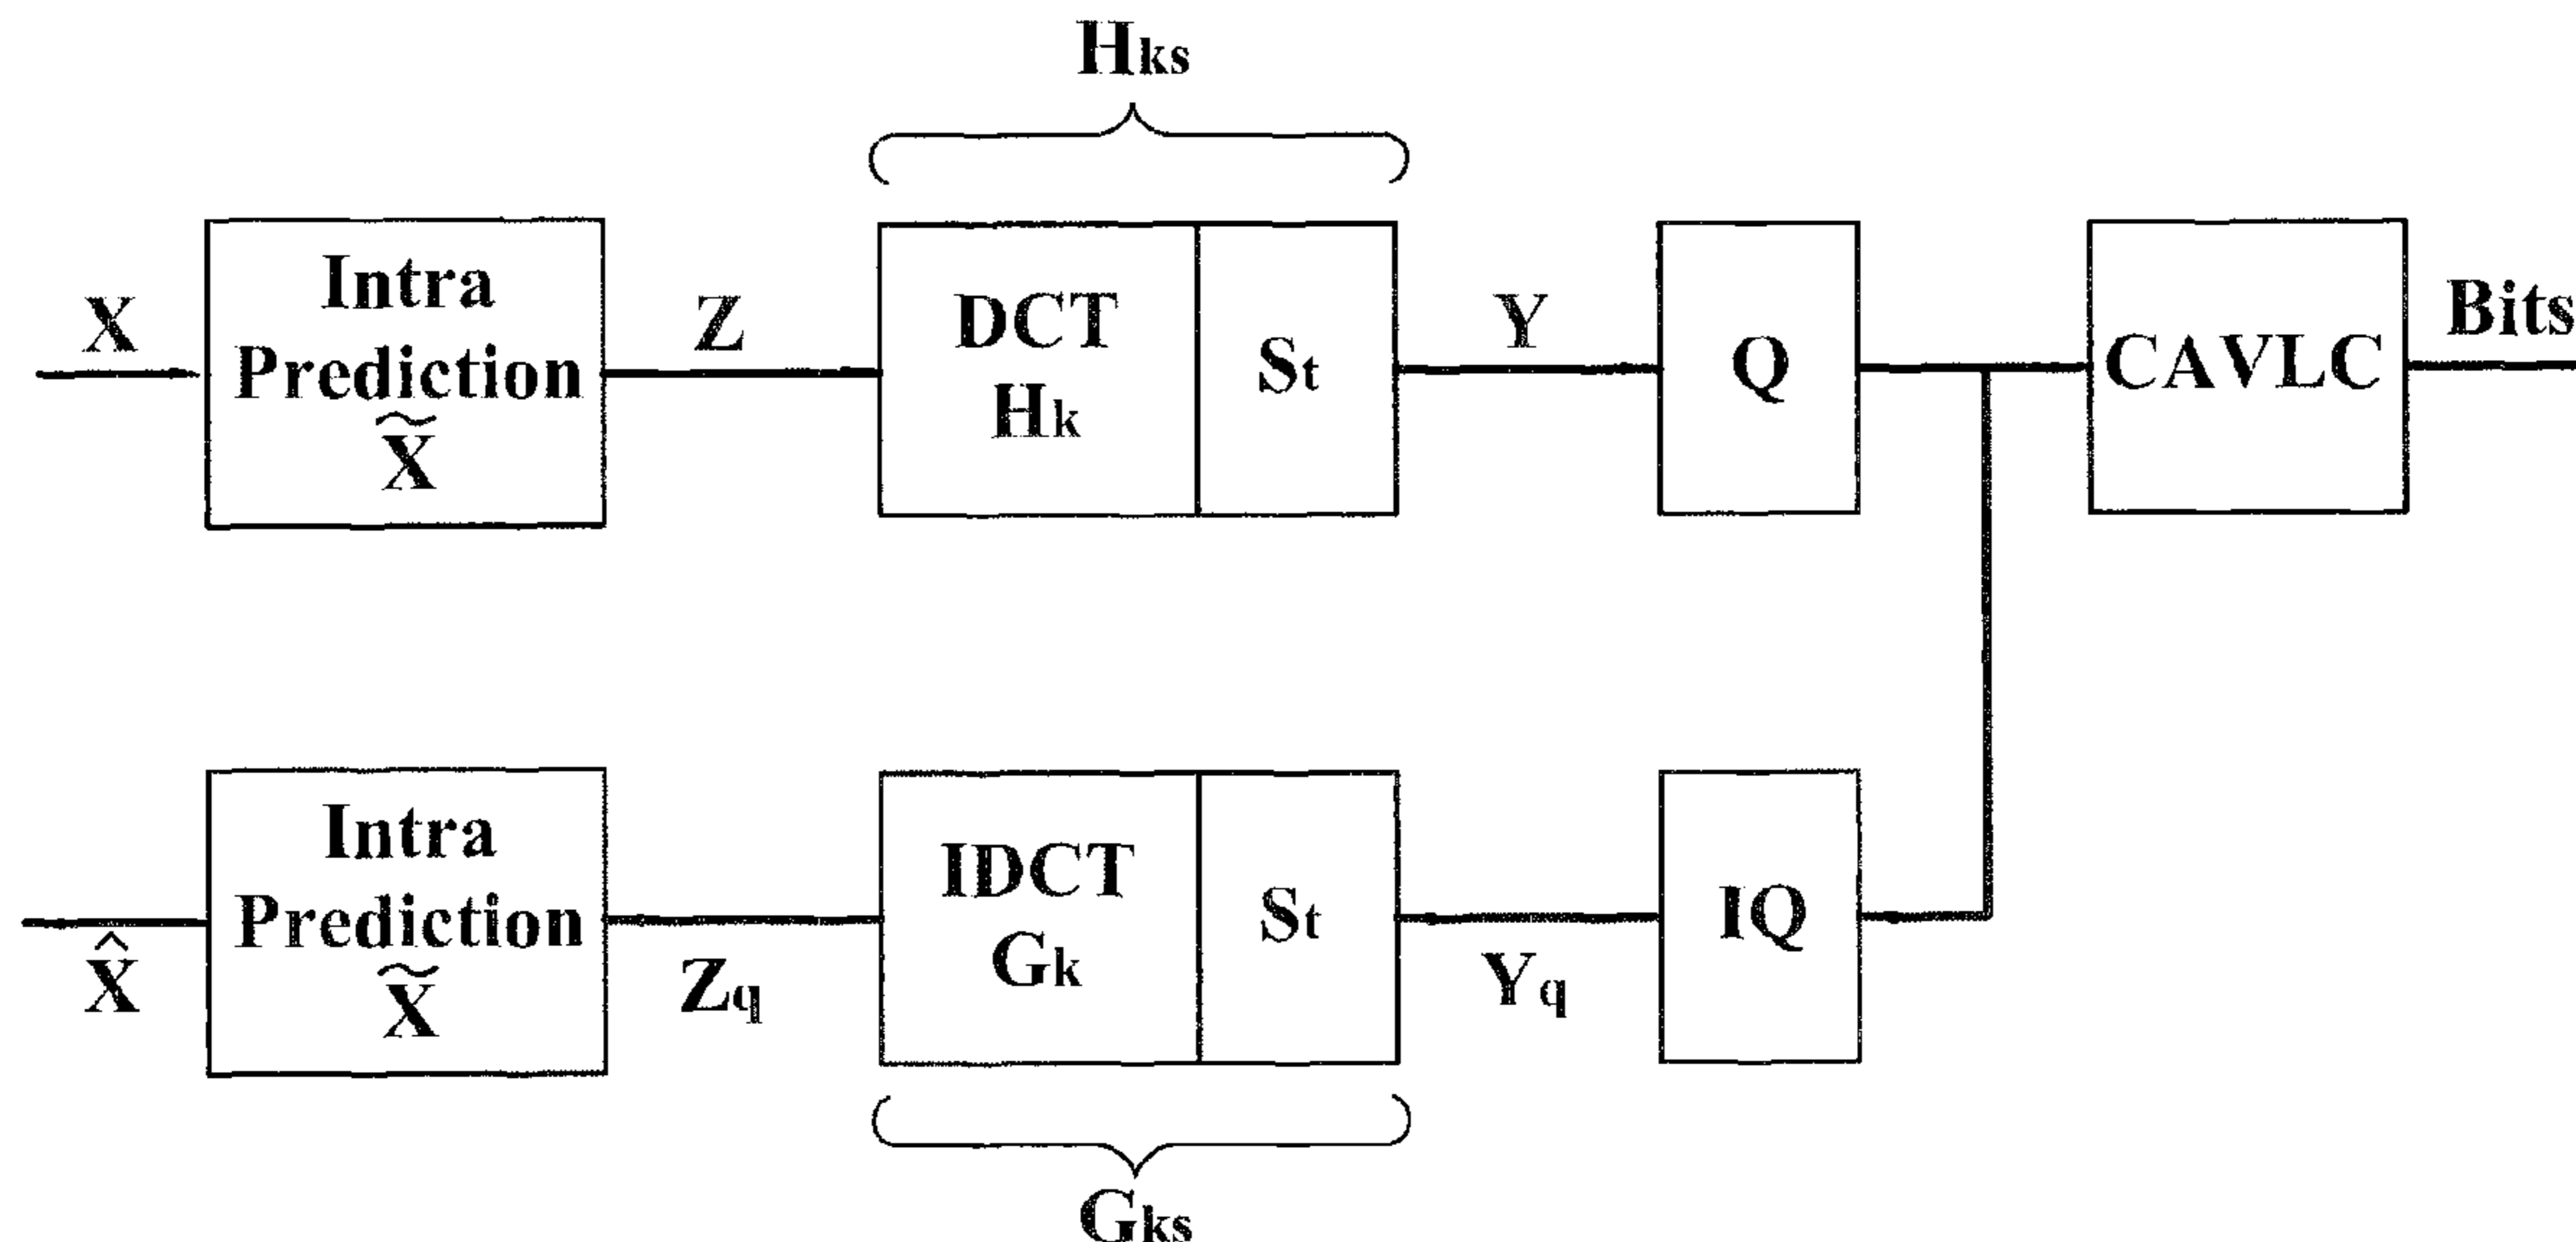 Hks
X
Intra
Prediction
X̃
Z
DCT
Hk
St
Y
Q
CAVLC
Bits
X̂
Intra
Prediction
X̃
Zq
IDCT
Gk
St
Yq
IQ
Gks